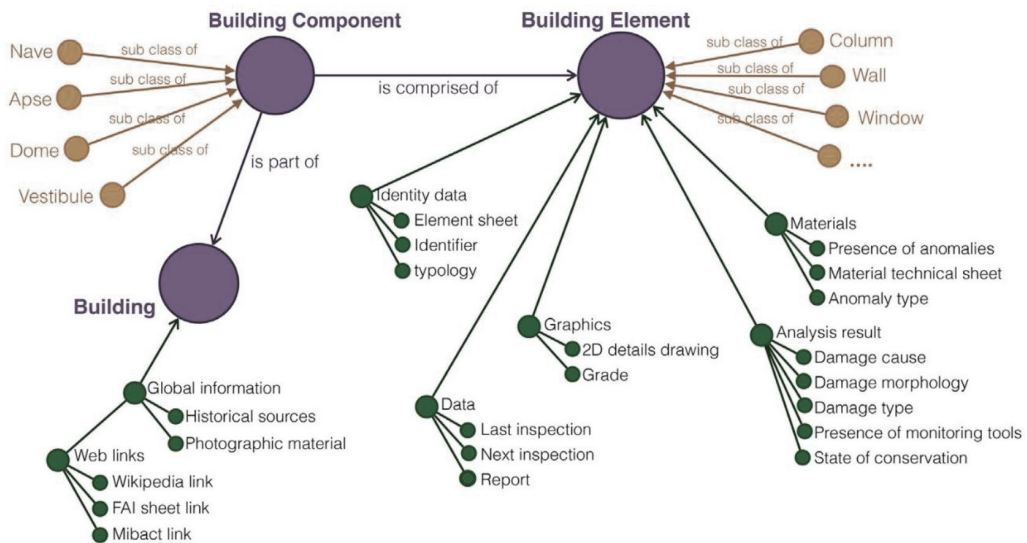 Building Component
Building Element
Nave
sub class of
Apse
sub class of
Dome
sub class of
Vestibule
sub class of
is comprised of
is part of
Building
sub class of
Column
sub class of
Wall
sub class of
Window
sub class of
....
Identity data
Element sheet
Identifier
typology
Materials
Presence of anomalies
Material technical sheet
Anomaly type
Graphics
2D details drawing
Grade
Analysis result
Damage cause
Damage morphology
Damage type
Presence of monitoring tools
State of conservation
Data
Last inspection
Next inspection
Report
Global information
Historical sources
Photographic material
Web links
Wikipedia link
FAI sheet link
Mibact link